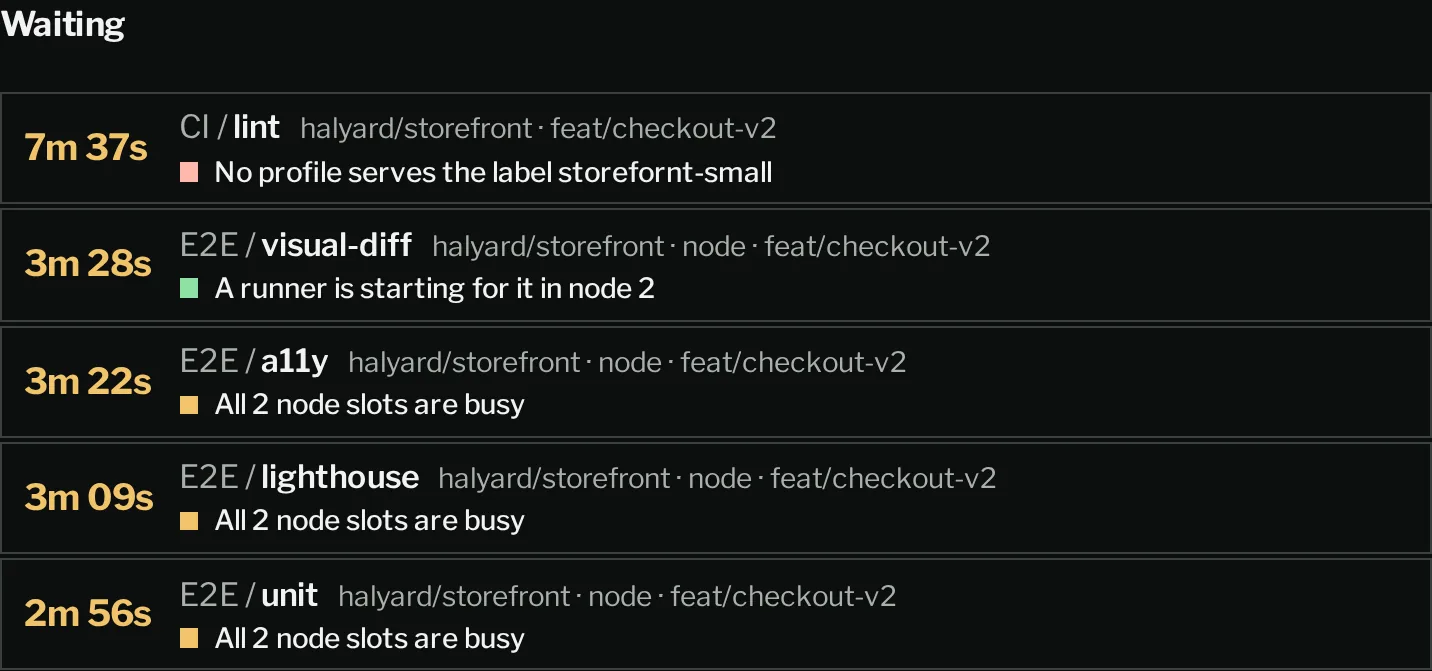 Waiting
7m 37s
CI / lint halyard/storefront · feat/checkout-v2
No profile serves the label storefornt-small
3m 28s
E2E / visual-diff halyard/storefront · node · feat/checkout-v2
A runner is starting for it in node 2
3m 22s
E2E / a11y halyard/storefront · node · feat/checkout-v2
All 2 node slots are busy
3m 09s
E2E / lighthouse halyard/storefront · node · feat/checkout-v2
All 2 node slots are busy
2m 56s
E2E / unit halyard/storefront · node · feat/checkout-v2
All 2 node slots are busy